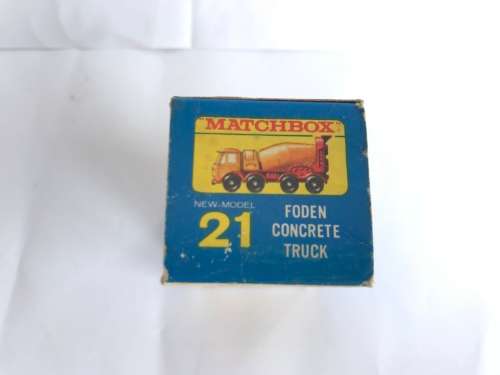 "MATCHBOX"
NEW-MODEL
21
FODEN
CONCRETE
TRUCK